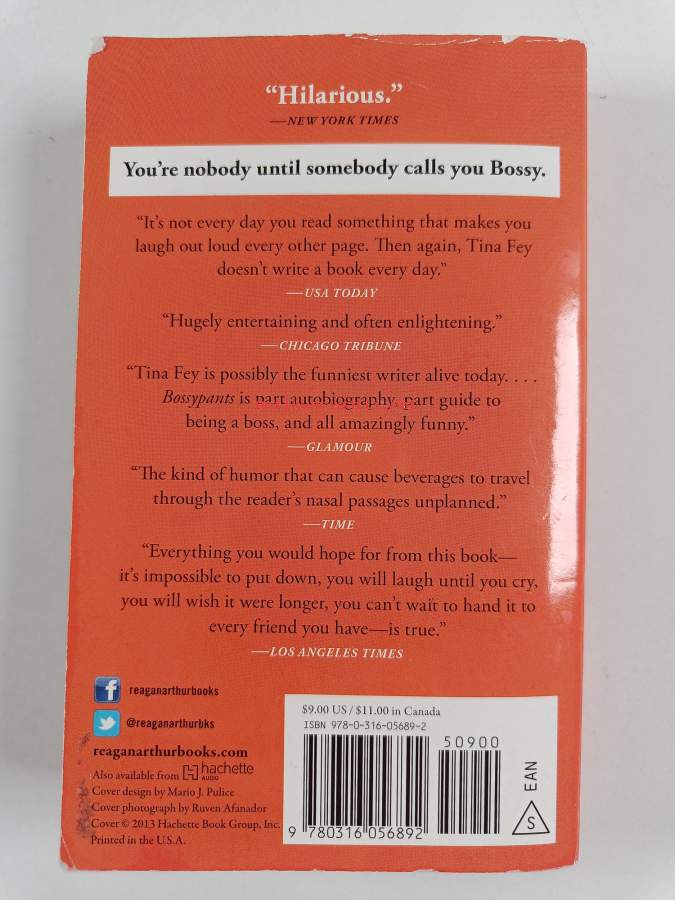 “Hilarious.”
—NEW YORK TIMES
You’re nobody until somebody calls you Bossy.
“It’s not every day you read something that makes you
laugh out loud every other page. Then again, Tina Fey
doesn’t write a book every day.”
—USA TODAY
“Hugely entertaining and often enlightening.”
—CHICAGO TRIBUNE
“Tina Fey is possibly the funniest writer alive today. . . .
Bossypants is part autobiography, part guide to
being a boss, and all amazingly funny.”
—GLAMOUR
“The kind of humor that can cause beverages to travel
through the reader’s nasal passages unplanned.”
—TIME
“Everything you would hope for from this book—
it’s impossible to put down, you will laugh until you cry,
you will wish it were longer, you can’t wait to hand it to
every friend you have—is true.”
—LOS ANGELES TIMES
f reaganarthurbooks
@reaganarthurbks
reaganarthurbooks.com
Also available from hachette AUDIO
Cover design by Mario J. Pulice
Cover photograph by Ruven Afanador
Cover © 2013 Hachette Book Group, Inc.
Printed in the U.S.A.
$9.00 US / $11.00 in Canada
ISBN 978-0-316-05689-2
50900
9 780316 056892
S EAN